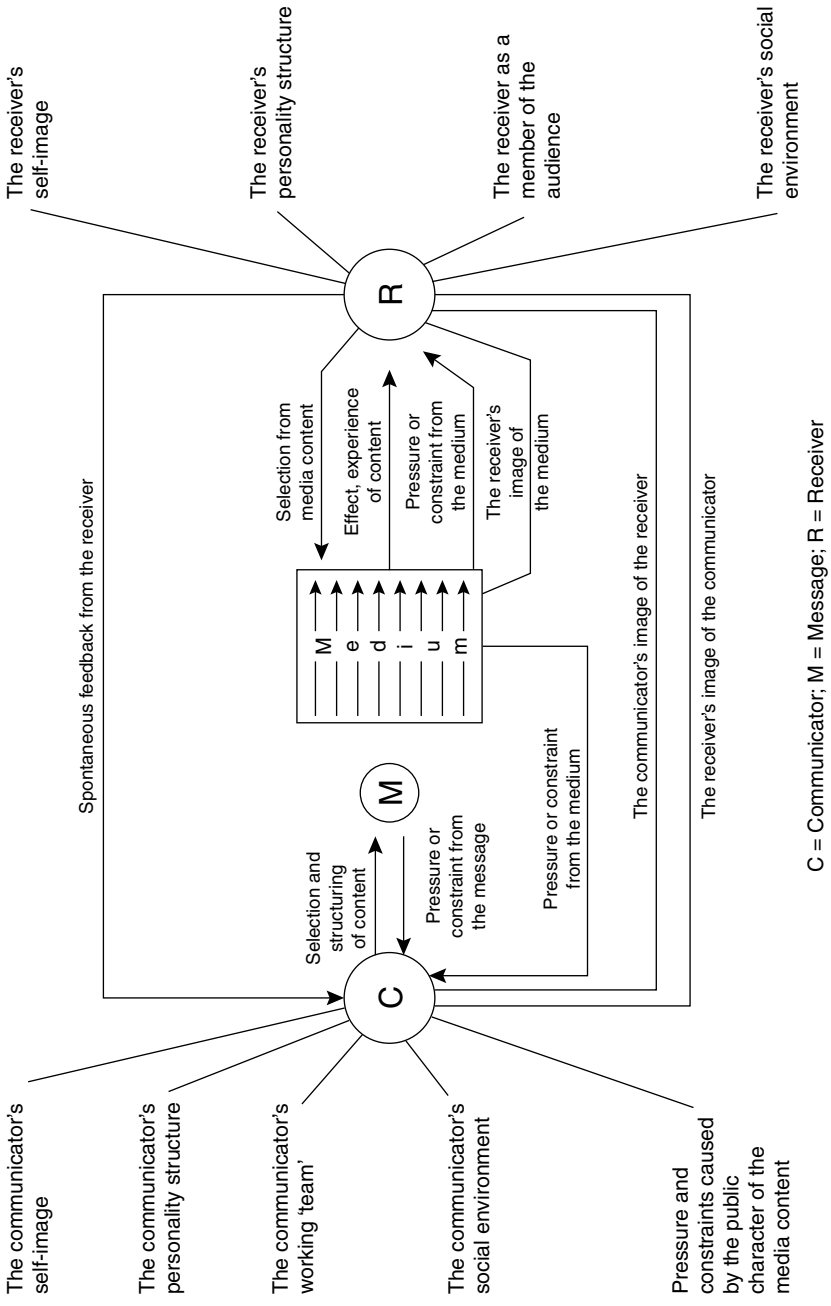 The communicator's
self-image
The communicator's
personality structure
The communicator's
working 'team'
The communicator's
social environment
Pressure and
constraints caused
by the public
character of the
media content
Spontaneous feedback from the receiver
C
Selection and
structuring
of content
Pressure or
constraint from
the message
M
Pressure or constraint
from the medium
M
e
d
i
u
m
Selection from
media content
Effect, experience
of content
Pressure or
constraint from
the medium
The receiver's
image of
the medium
R
The communicator's image of the receiver
The receiver's image of the communicator
The receiver's
self-image
The receiver's
personality structure
The receiver as a
member of the
audience
The receiver's social
environment
C = Communicator; M = Message; R = Receiver